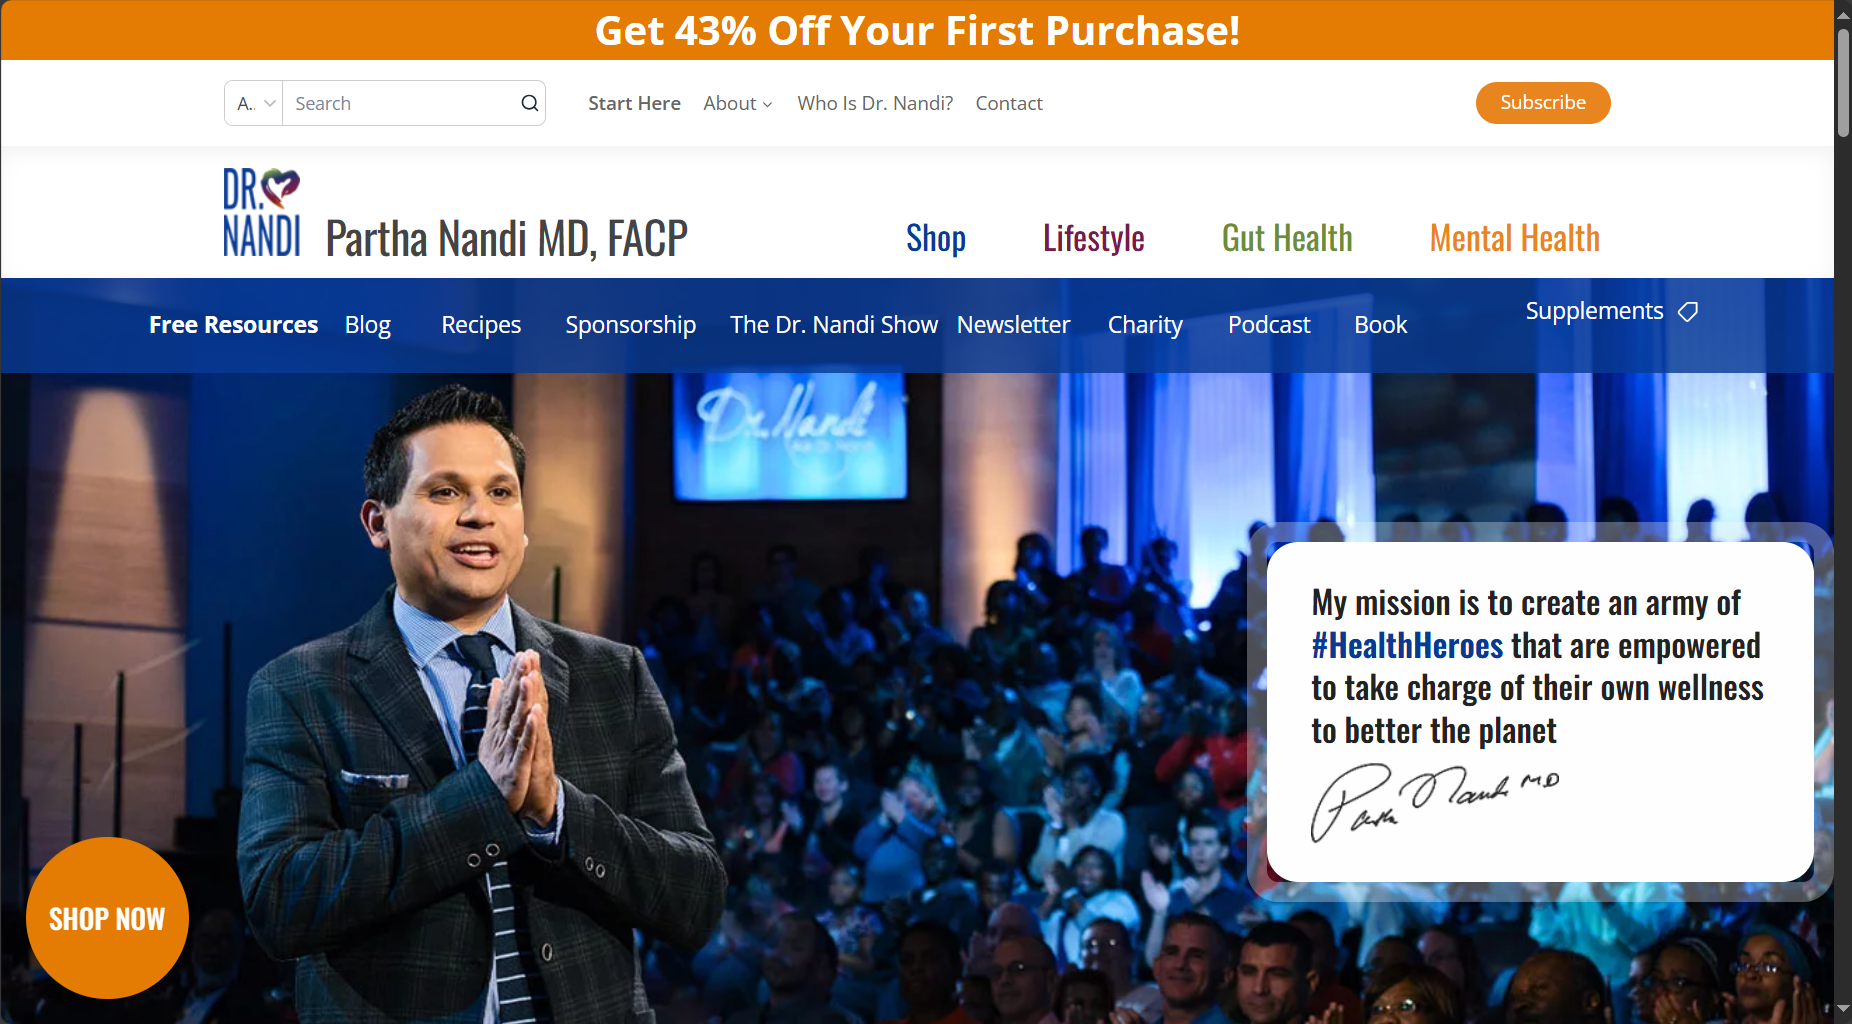 Get 43% Off Your First Purchase!
A..
Search
Start Here
About
Who Is Dr. Nandi?
Contact
Subscribe
DR.
NANDI
Partha Nandi MD, FACP
Shop
Lifestyle
Gut Health
Mental Health
Free Resources
Blog
Recipes
Sponsorship
The Dr. Nandi Show
Newsletter
Charity
Podcast
Book
Supplements
Dr. Nandi
My mission is to create an army of
#HealthHeroes that are empowered
to take charge of their own wellness
to better the planet
Partha Nandi MD
SHOP NOW